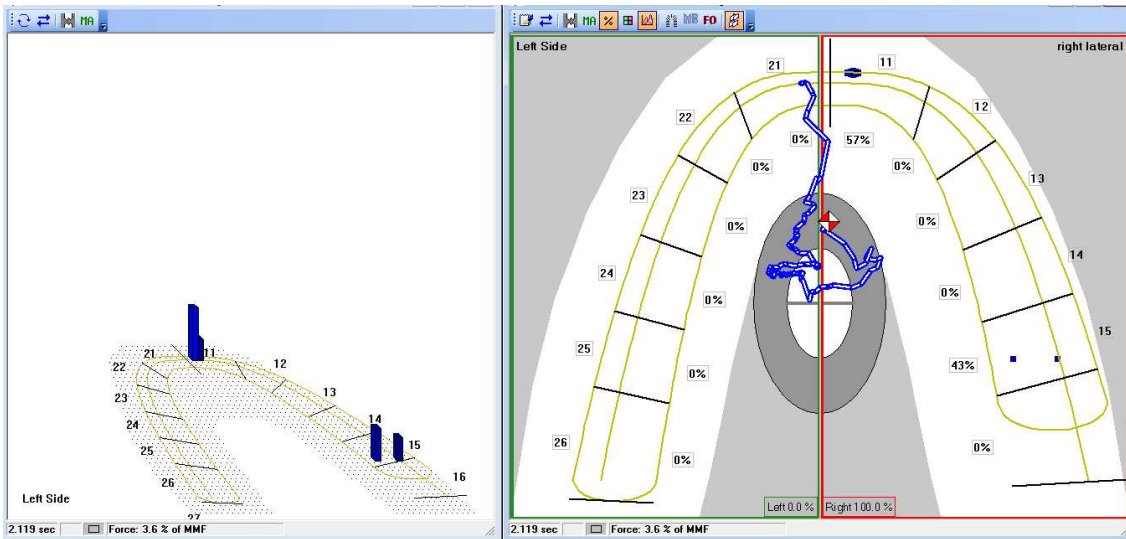 MA
21
11
12
22
13
23
14
24
15
25
26
16
Left Side
27
2.119 sec
Force: 3.6 % of MMF
MA
%
MB
FO
Left Side
right lateral
21
11
22
12
0%
57%
0%
0%
23
13
0%
0%
24
14
0%
0%
25
15
0%
43%
26
0%
0%
Left 0.0 %
Right 100.0 %
2.119 sec
Force: 3.6 % of MMF